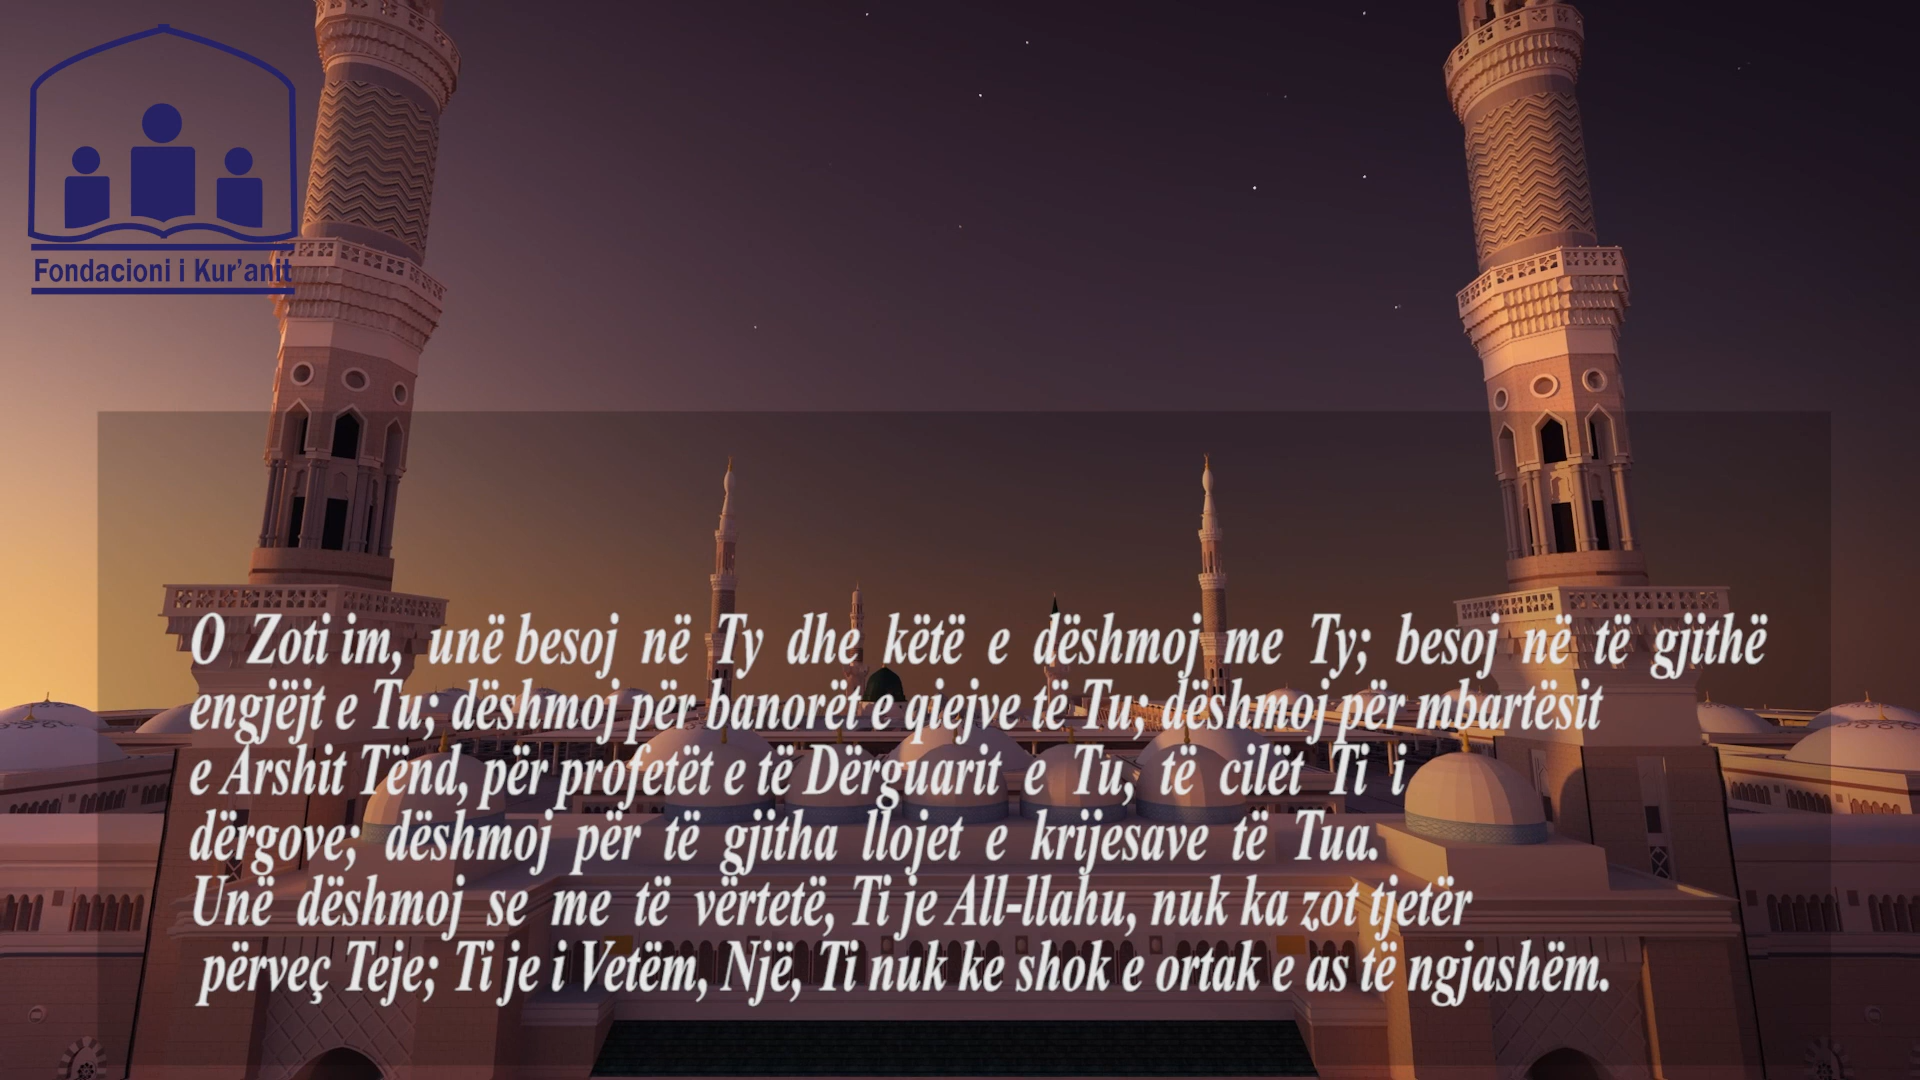 Fondacioni i Kur'anit
O Zoti im, unë besoj në Ty dhe këtë e dëshmoj me Ty; besoj në të gjithë
engjëjt e Tu; dëshmoj për banorët e qiejve të Tu; dëshmoj për mbartësit
e Arshit Tënd, për profetët e të Dërguarit e Tu, të cilët Ti i
dërgove; dëshmoj për të gjitha llojet e krijesave të Tua.
Unë dëshmoj se me të vërtetë, Ti je All-llahu, nuk ka zot tjetër
përveç Teje; Ti je i Vetëm, Një, Ti nuk ke shok e ortak e as të ngjashëm.